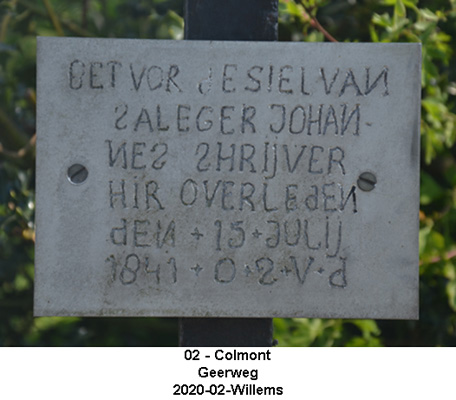 BET VOR dE SIEL VAN
SALEGER JOHAN-
NES SHRIJVER
HIR OVERLEdEN
dEN + 15 + JULIJ
1841 + O + S + V + d
02 - Colmont
Geerweg
2020-02-Willems